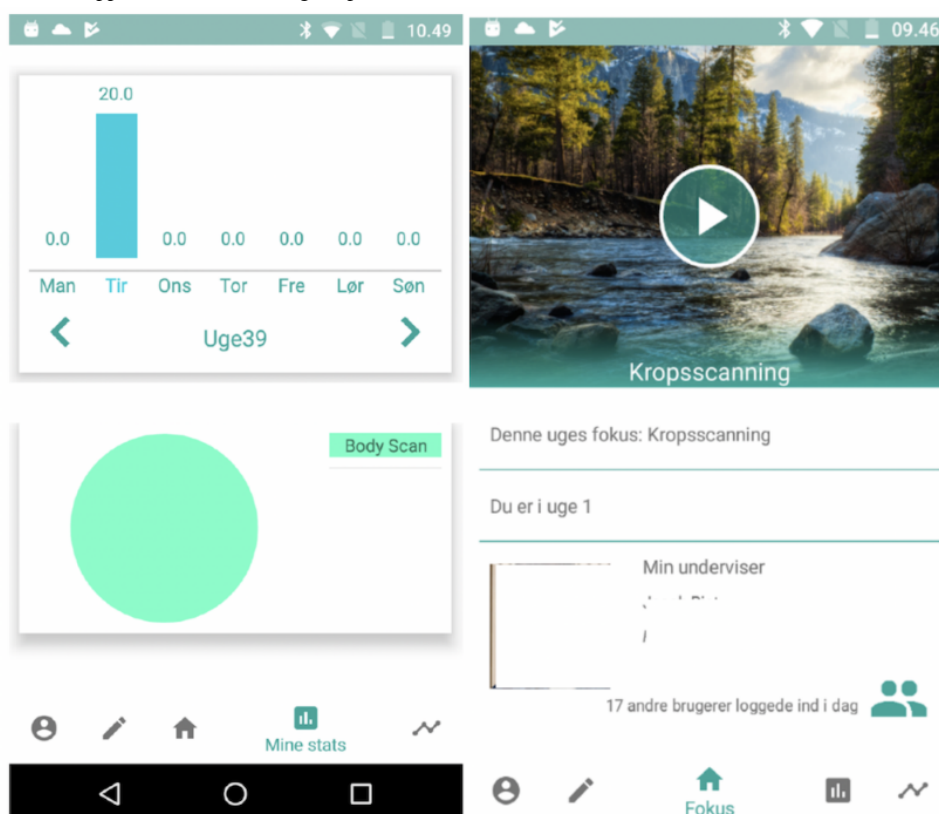 10.49
20.0
0.0 0.0 0.0 0.0 0.0 0.0
Man Tir Ons Tor Fre Lør Søn
Uge39
Body Scan
Mine stats
09.46
Kropsscanning
Denne uges fokus: Kropsscanning
Du er i uge 1
Min underviser
17 andre brugerer loggede ind i dag
Fokus